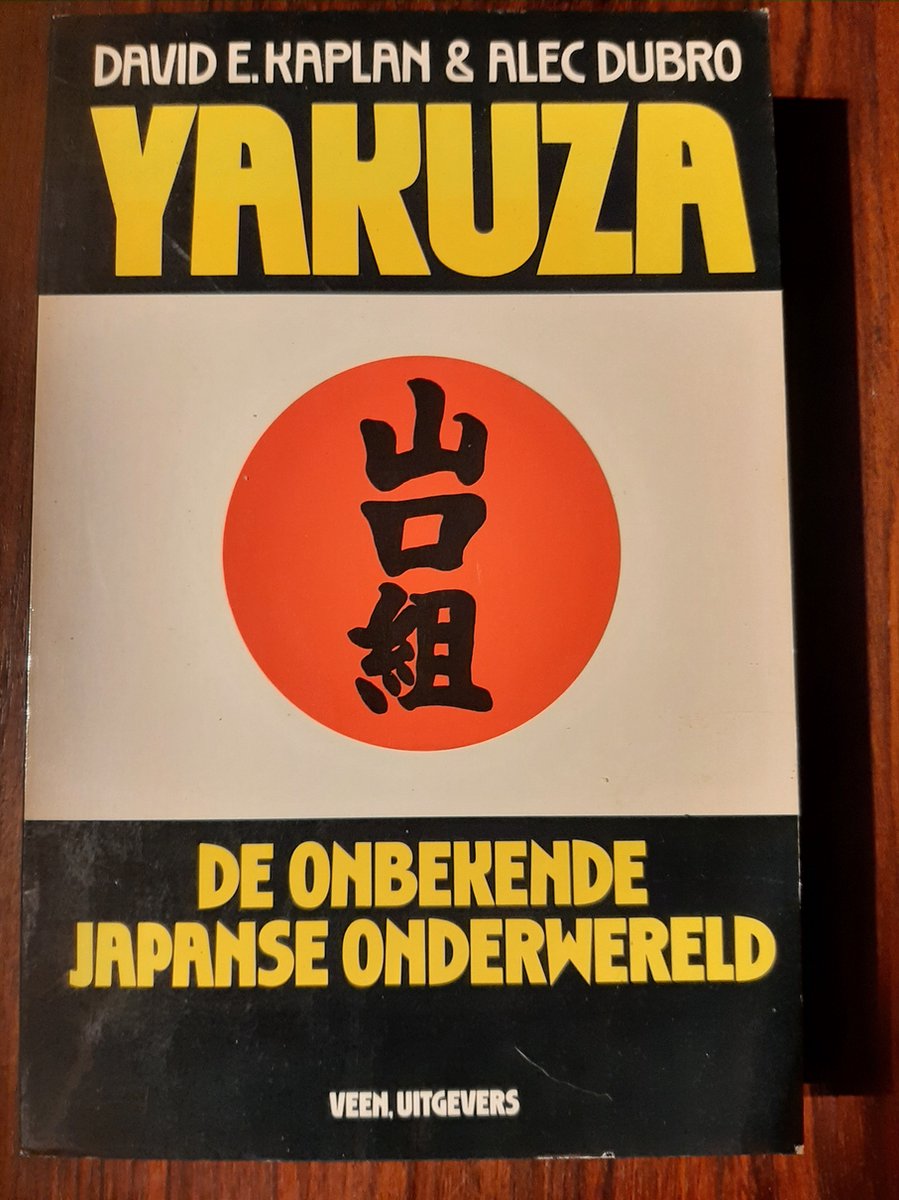 DAVID E. KAPLAN & ALEC DUBRO
YAKUZA
山口組
DE ONBEKENDE
JAPANSE ONDERWERELD
VEEN, UITGEVERS